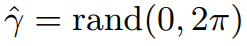 γ̂ = rand(0, 2π)